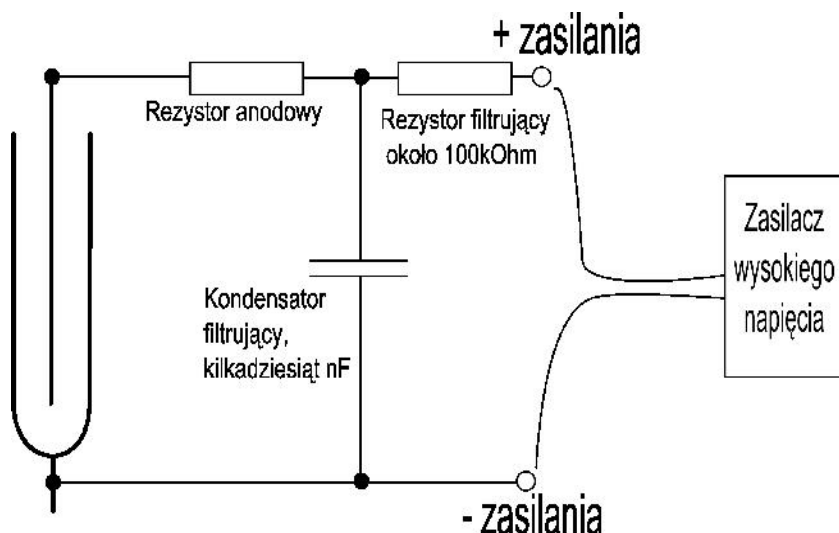 + zasilania
Rezystor anodowy
Rezystor filtrujący
około 100kOhm
Zasilacz
wysokiego
napięcia
Kondensator
filtrujący,
kilkadziesiąt nF
- zasilania